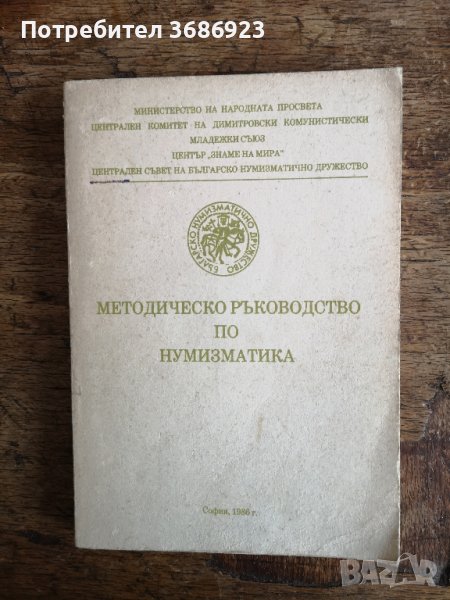 Потребител 3686923
МИНИСТЕРСТВО НА НАРОДНАТА ПРОСВЕТА
ЦЕНТРАЛЕН КОМИТЕТ НА ДИМИТРОВСКИ КОМУНИСТИЧЕСКИ
МЛАДЕЖКИ СЪЮЗ
ЦЕНТЪР „ЗНАМЕ НА МИРА“
ЦЕНТРАЛЕН СЪВЕТ НА БЪЛГАРСКО НУМИЗМАТИЧНО ДРУЖЕСТВО
БЪЛГАРСКО НУМИЗМАТИЧНО ДРУЖЕСТВО
МЕТОДИЧЕСКО РЪКОВОДСТВО
ПО
НУМИЗМАТИКА
София, 1986 г.
bazar